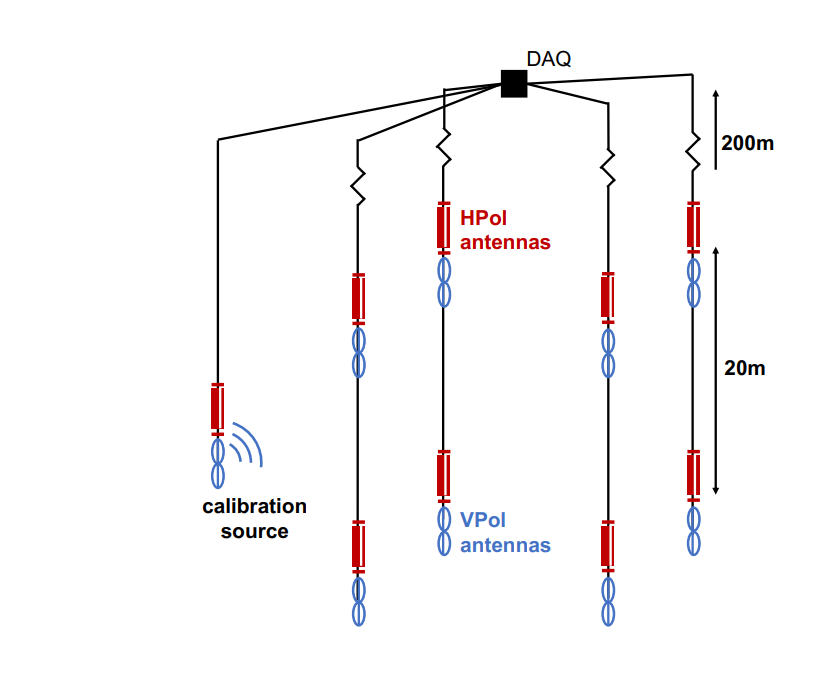 DAQ
200m
HPol
antennas
20m
calibration
source
VPol
antennas